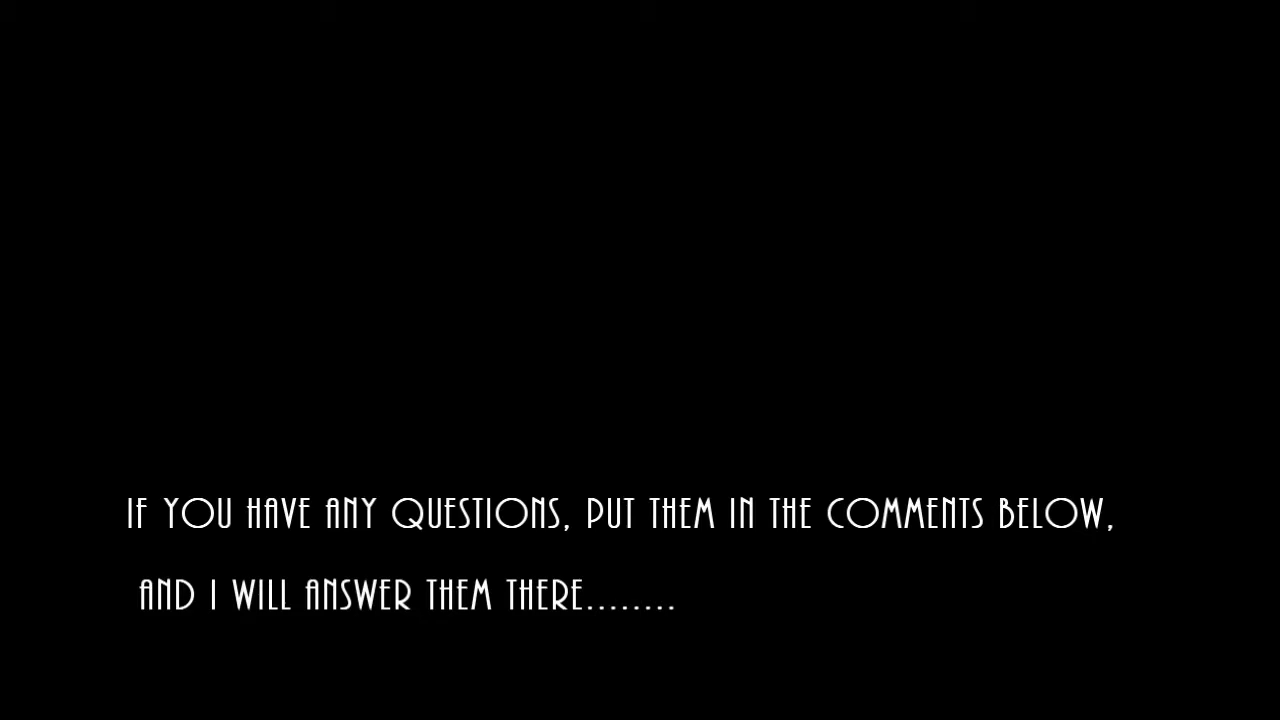 IF YOU HAVE ANY QUESTIONS, PUT THEM IN THE COMMENTS BELOW,
AND I WILL ANSWER THEM THERE........